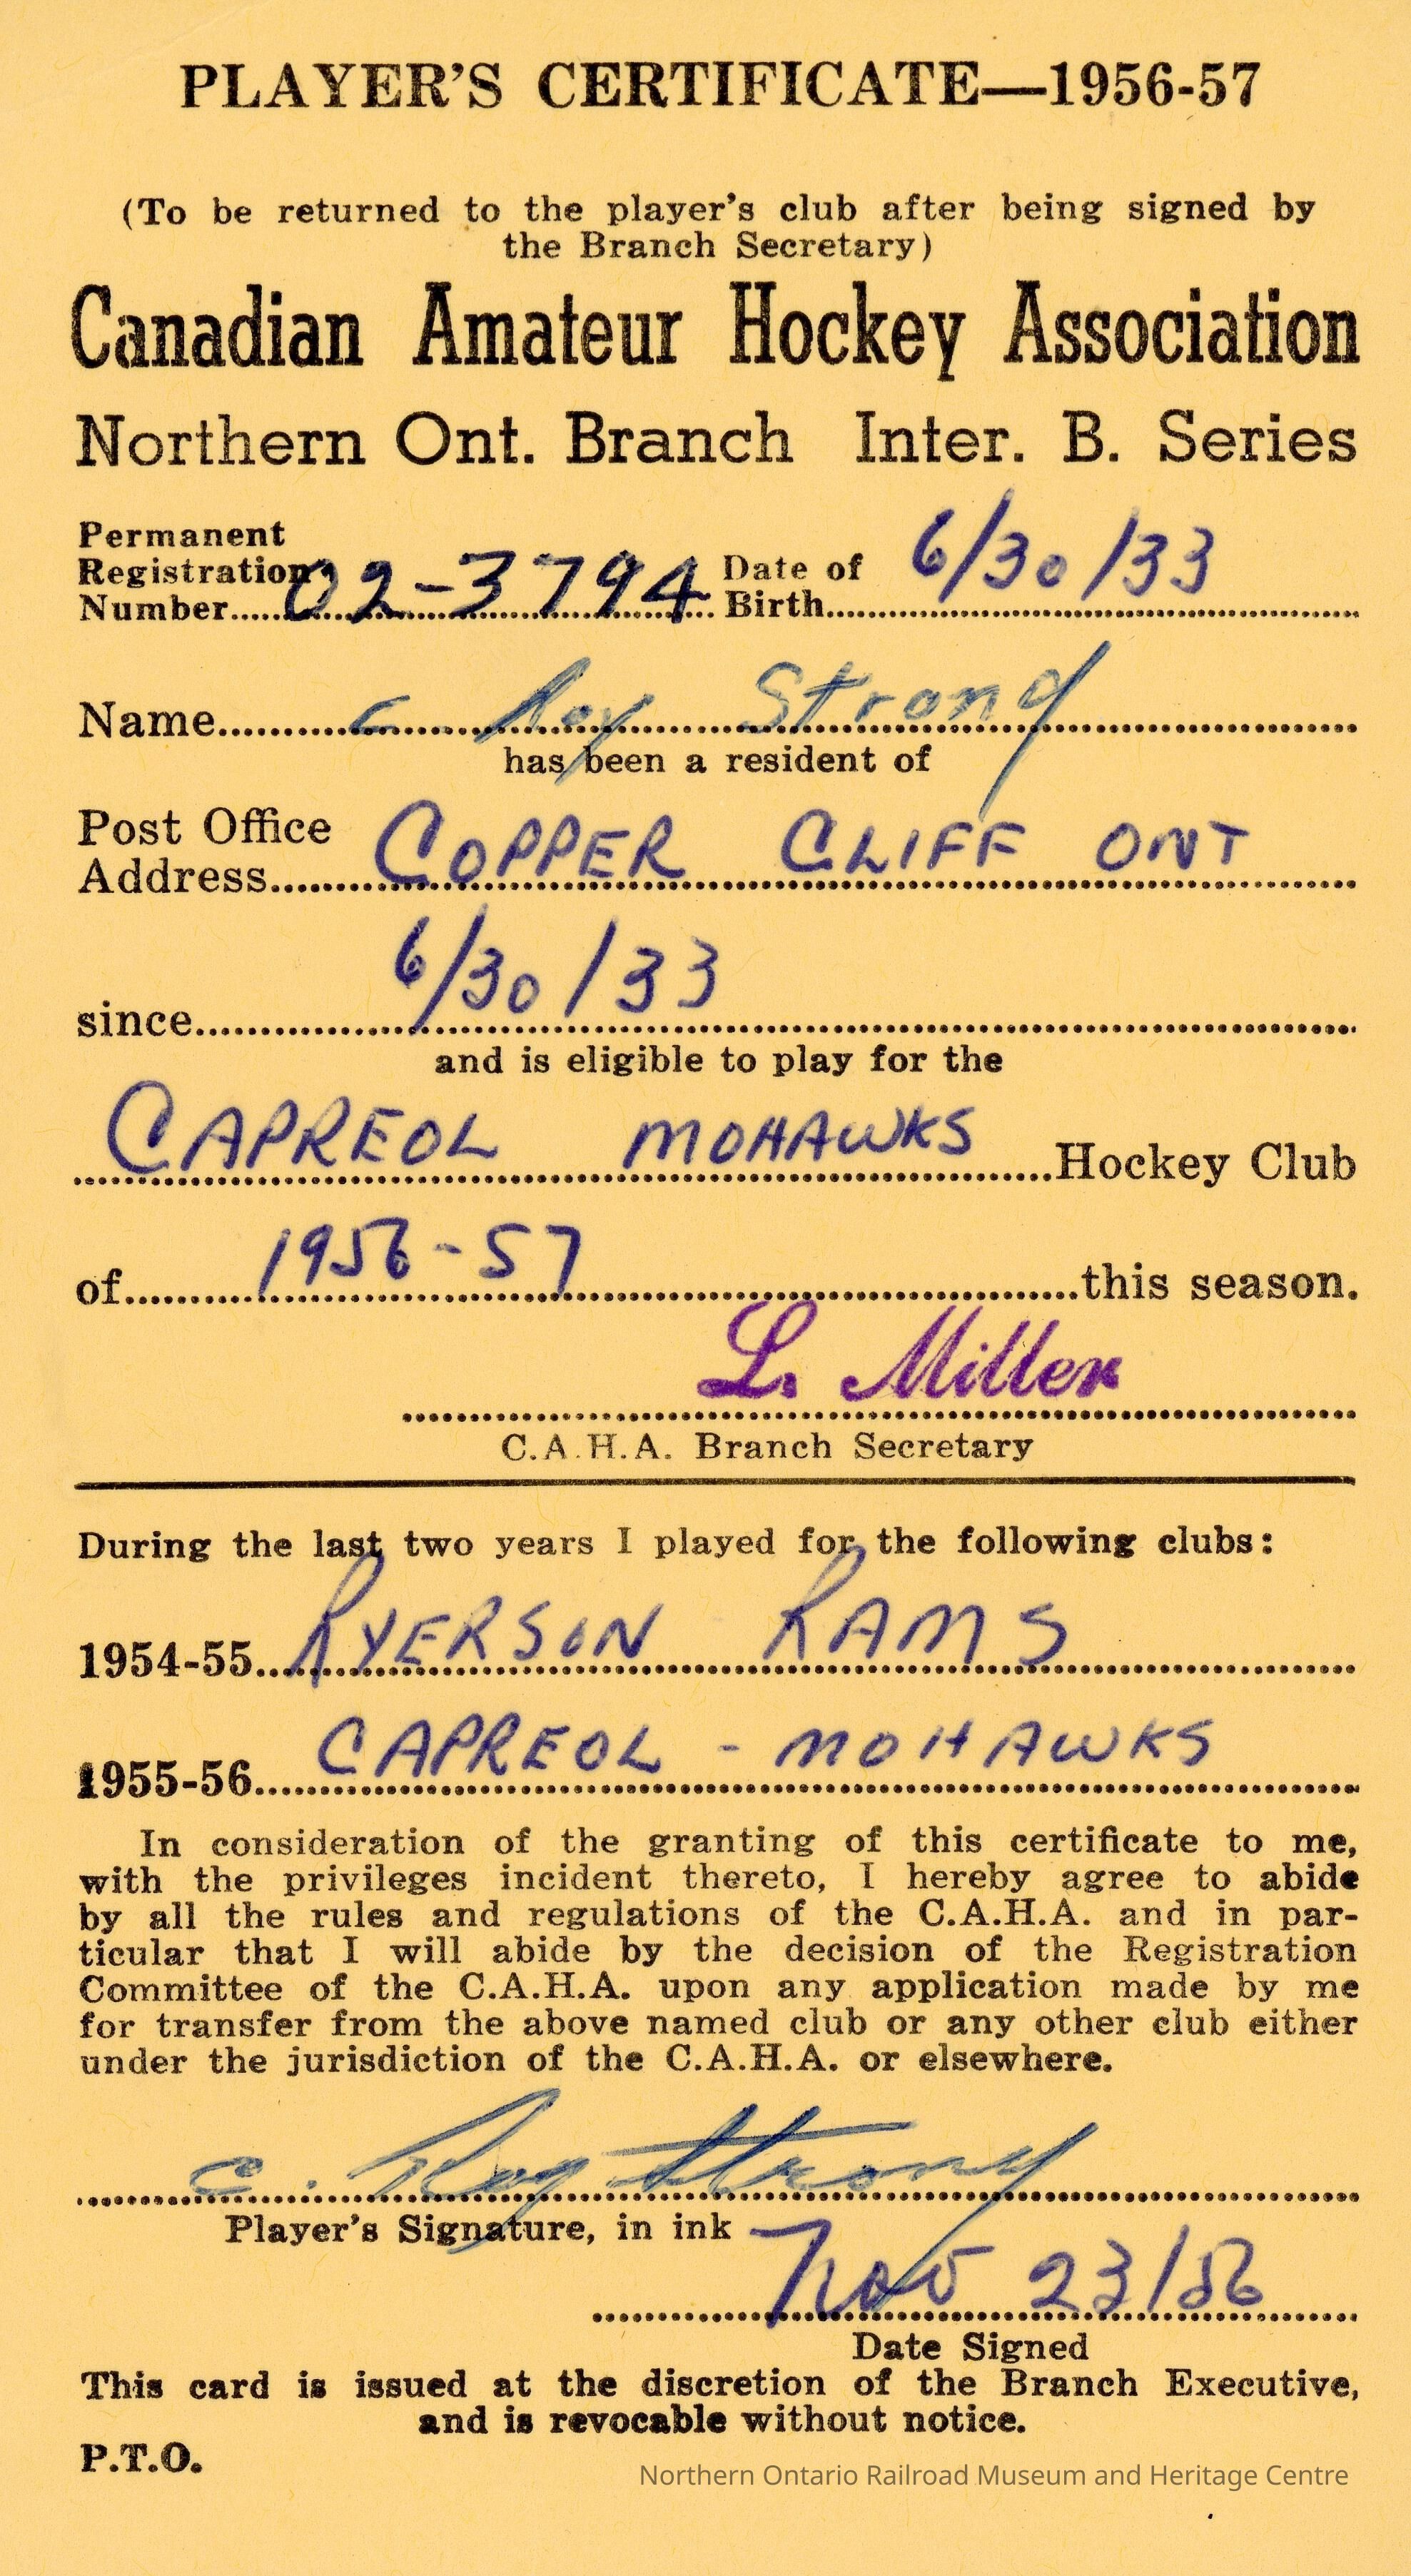 PLAYER'S CERTIFICATE—1956-57
(To be returned to the player's club after being signed by
the Branch Secretary)
Canadian Amateur Hockey Association
Northern Ont. Branch Inter. B. Series
Permanent
Registration
Number.....02-3794 Date of
Birth.....6/30/33
Name.....C. Roy Strong
has been a resident of
Post Office
Address.....COPPER CLIFF ONT
since.....6/30/33
and is eligible to play for the
CAPREOL MOHAWKS.....Hockey Club
of.....1956-57.....this season.
L. Miller
C.A.H.A. Branch Secretary
During the last two years I played for the following clubs:
1954-55.....RYERSON RAMS
1955-56.....CAPREOL - MOHAWKS
In consideration of the granting of this certificate to me,
with the privileges incident thereto, I hereby agree to abide
by all the rules and regulations of the C.A.H.A. and in par-
ticular that I will abide by the decision of the Registration
Committee of the C.A.H.A. upon any application made by me
for transfer from the above named club or any other club either
under the jurisdiction of the C.A.H.A. or elsewhere.
C. Roy Strong
Player's Signature, in ink
Nov 23/56
Date Signed
This card is issued at the discretion of the Branch Executive,
and is revocable without notice.
P.T.O.
Northern Ontario Railroad Museum and Heritage Centre